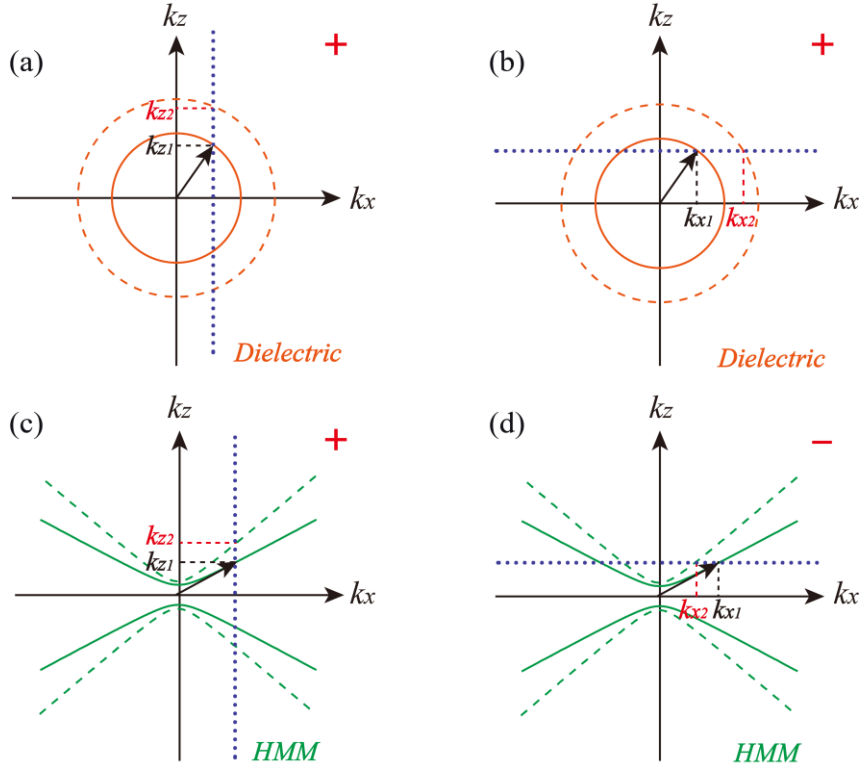 (a)
kz
+
kz2
kz1
kx
Dielectric
(b)
kz
+
kx
kx1
kx2
Dielectric
(c)
kz
+
kz2
kz1
kx
HMM
(d)
kz
−
kx
kx2
kx1
HMM